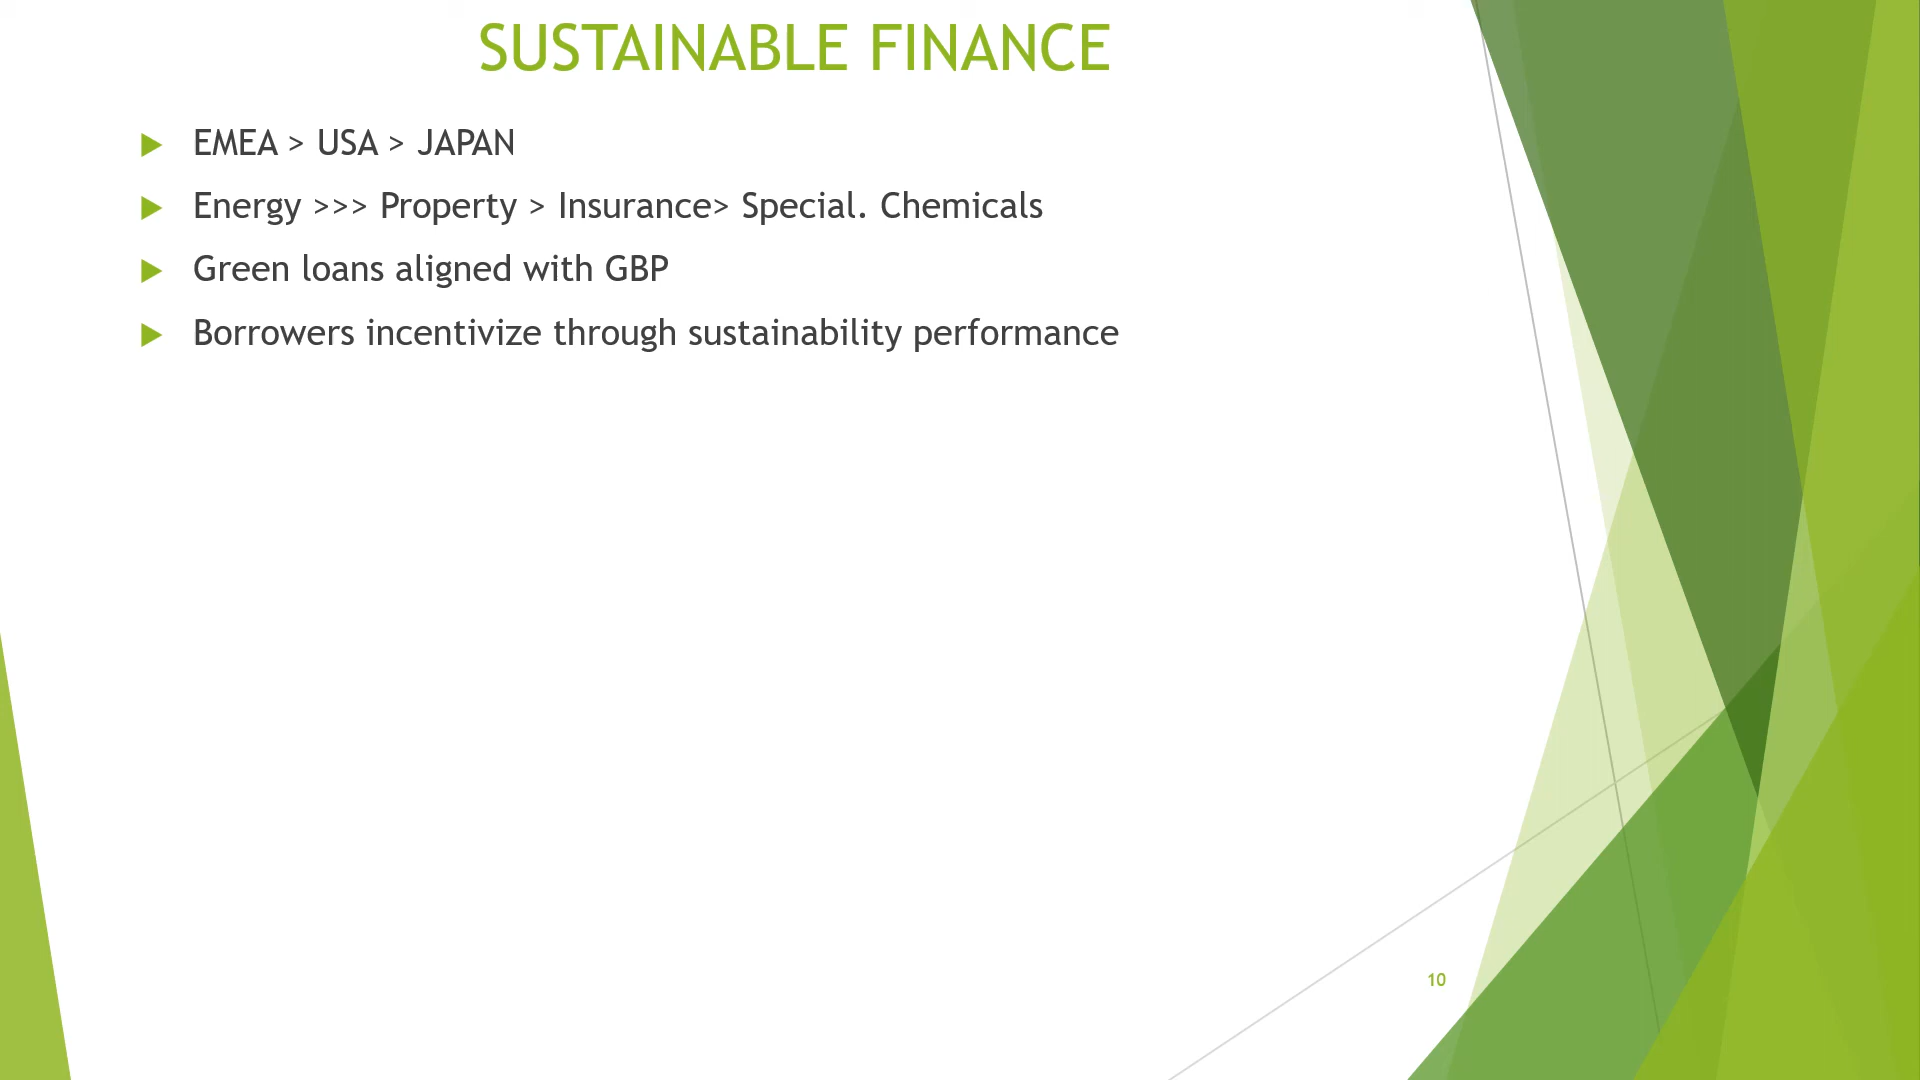 SUSTAINABLE FINANCE
EMEA > USA > JAPAN
Energy >>> Property > Insurance> Special. Chemicals
Green loans aligned with GBP
Borrowers incentivize through sustainability performance
10